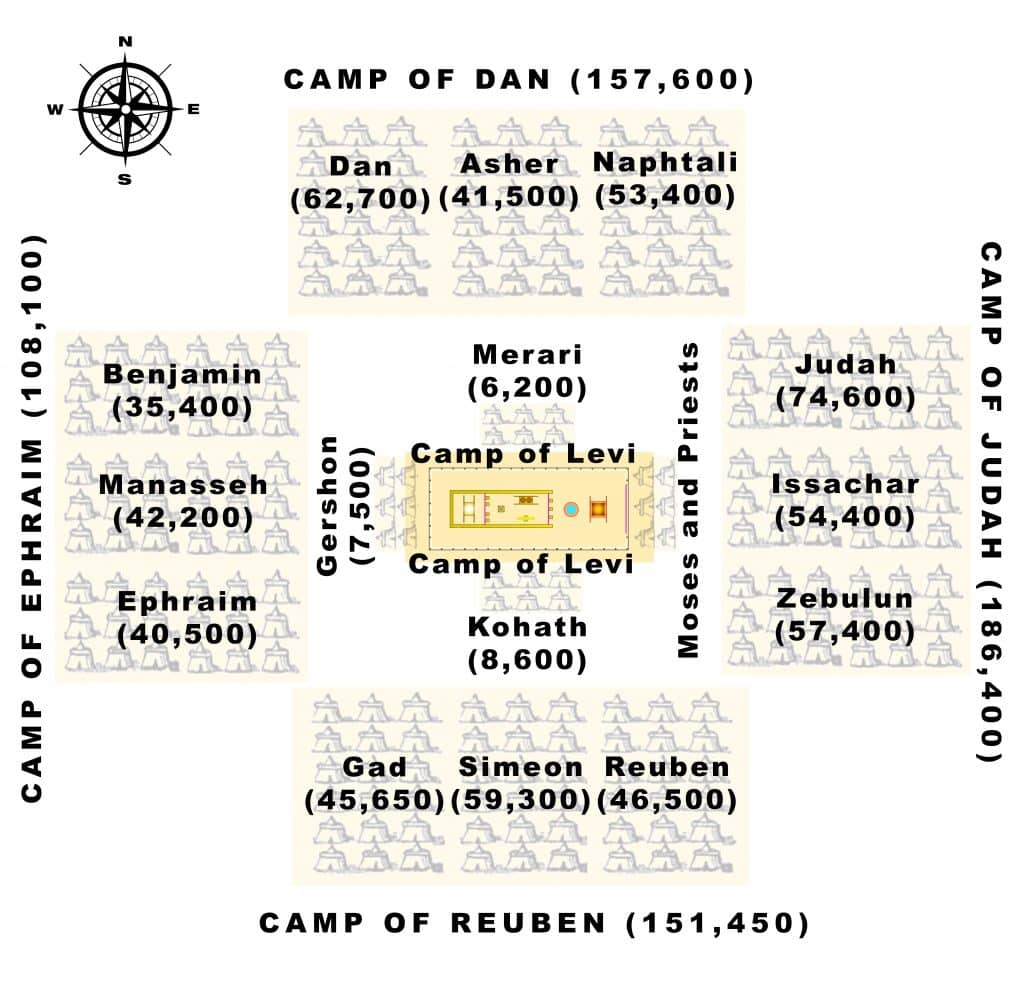 N
W
E
S
CAMP OF DAN (157,600)
Dan
(62,700)
Asher
(41,500)
Naphtali
(53,400)
CAMP OF EPHRAIM (108,100)
Benjamin
(35,400)
Manasseh
(42,200)
Ephraim
(40,500)
Merari
(6,200)
Camp of Levi
Gershon
(7,500)
Camp of Levi
Kohath
(8,600)
Moses and Priests
Judah
(74,600)
Issachar
(54,400)
Zebulun
(57,400)
CAMP OF JUDAH (186,400)
Gad
(45,650)
Simeon
(59,300)
Reuben
(46,500)
CAMP OF REUBEN (151,450)